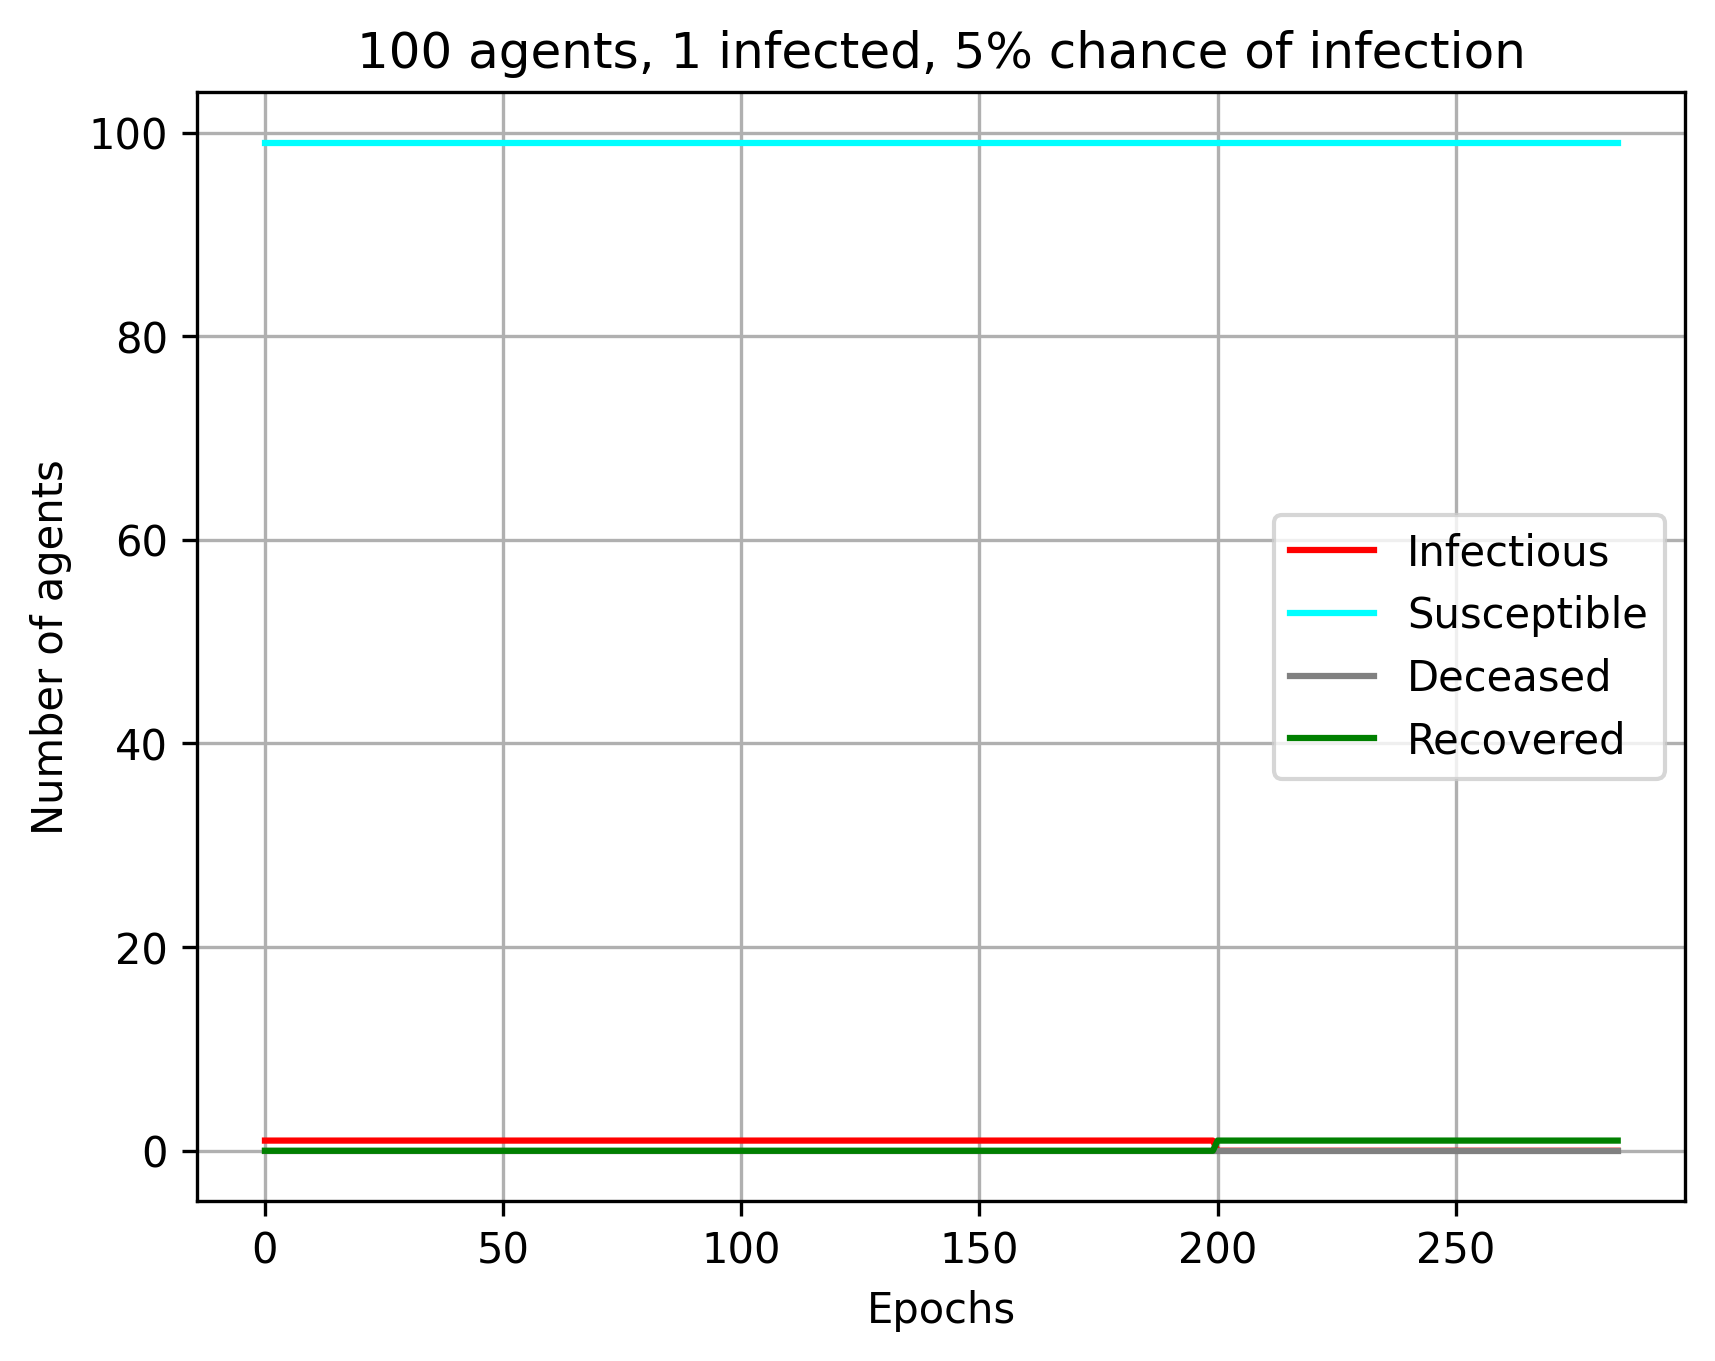 100 agents, 1 infected, 5% chance of infection
100
80
60
40
20
0
Number of agents
Infectious
Susceptible
Deceased
Recovered
0 50 100 150 200 250
Epochs